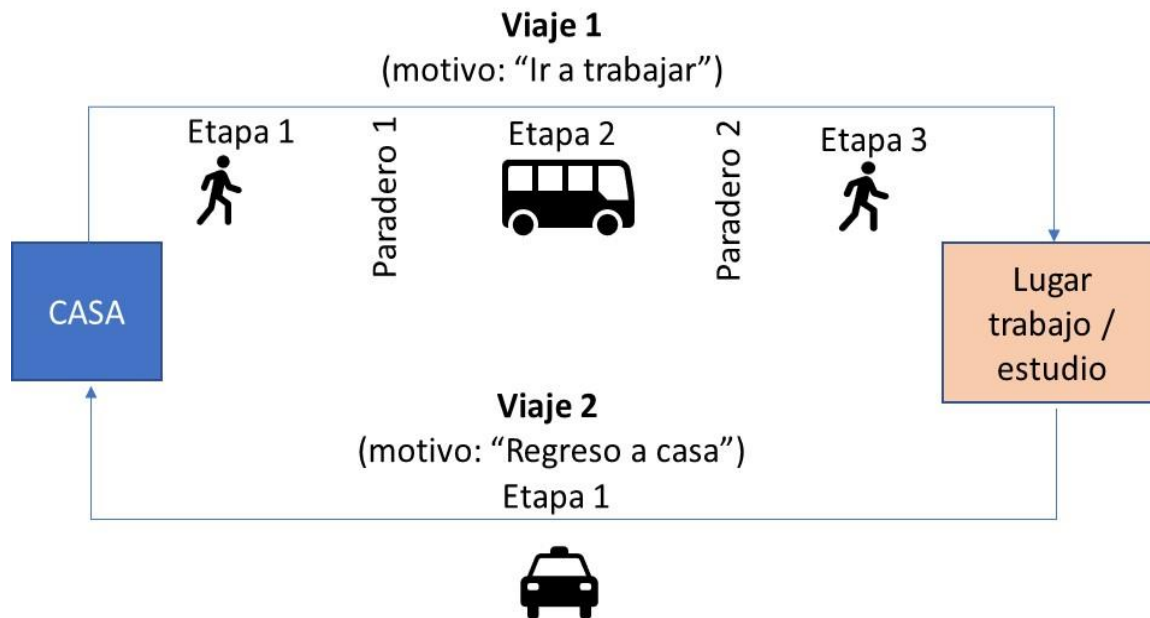 Viaje 1
(motivo: “Ir a trabajar”)
Etapa 1
Paradero 1
Etapa 2
Paradero 2
Etapa 3
CASA
Lugar
trabajo /
estudio
Viaje 2
(motivo: “Regreso a casa”)
Etapa 1